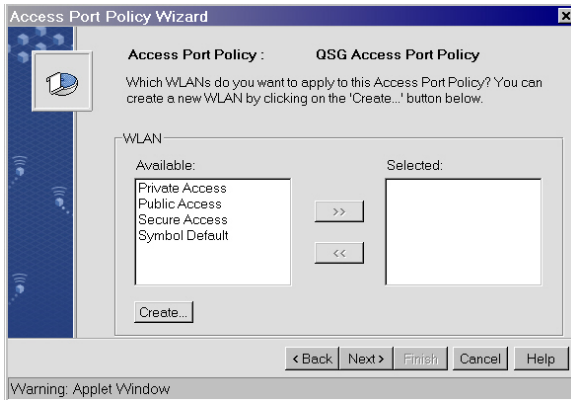 Access Port Policy Wizard
Access Port Policy : QSG Access Port Policy
Which WLANs do you want to apply to this Access Port Policy? You can
create a new WLAN by clicking on the 'Create...' button below.
WLAN
Available:
Selected:
Private Access
Public Access
Secure Access
Symbol Default
>>
<<
Create...
< Back
Next >
Finish
Cancel
Help
Warning: Applet Window